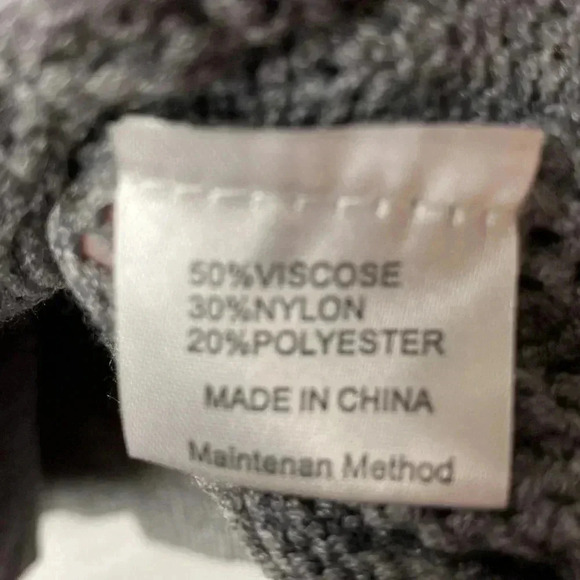 50%VISCOSE
30%NYLON
20%POLYESTER
MADE IN CHINA
Maintenan Method